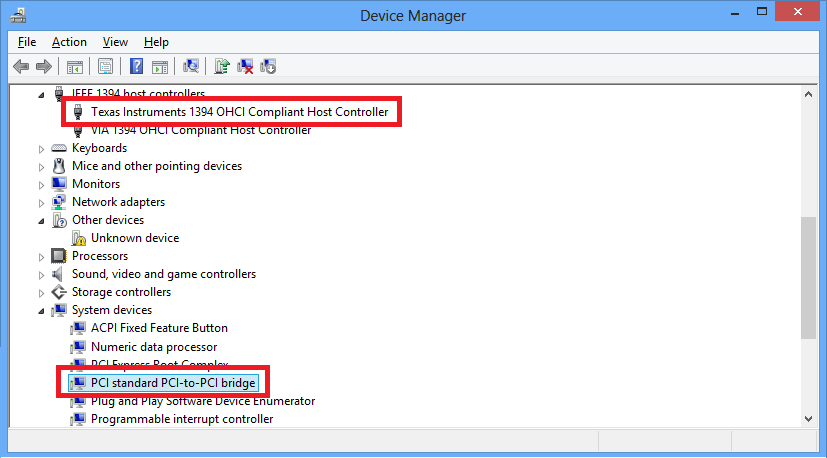 Device Manager
File Action View Help
IEEE 1394 host controllers
Texas Instruments 1394 OHCI Compliant Host Controller
VIA 1394 OHCI Compliant Host Controller
Keyboards
Mice and other pointing devices
Monitors
Network adapters
Other devices
Unknown device
Processors
Sound, video and game controllers
Storage controllers
System devices
ACPI Fixed Feature Button
Numeric data processor
PCI Express Root Complex
PCI standard PCI-to-PCI bridge
Plug and Play Software Device Enumerator
Programmable interrupt controller